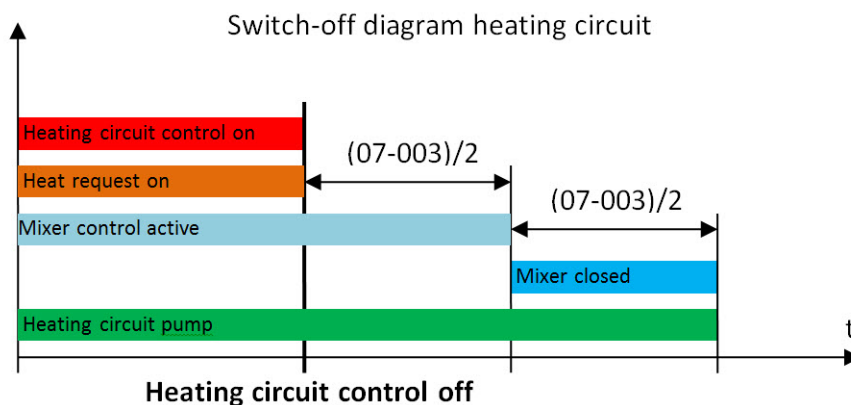 Switch-off diagram heating circuit
Heating circuit control on
(07-003)/2
Heat request on
(07-003)/2
Mixer control active
Mixer closed
Heating circuit pump
t
Heating circuit control off